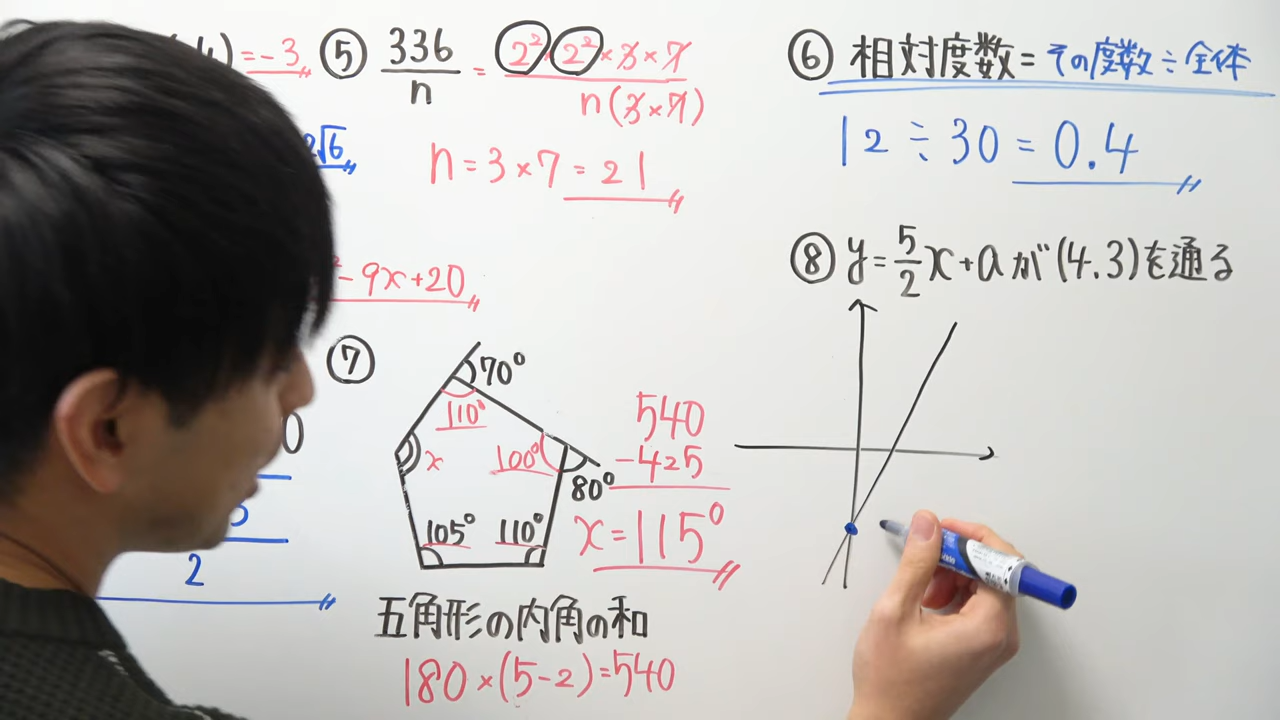 4)=-3
⑤ 336/n = 2²×2²×3×7/n(3×7)
2√6
n=3×7=21
-9x+20
⑦
70°
110°
x
100°
80°
105° 110°
540
-425
x=115°
0
2
五角形の内角の和
180×(5-2)=540
⑥ 相対度数=その度数÷全体
12÷30=0.4
⑧ y=5/2x+aが(4.3)を通る